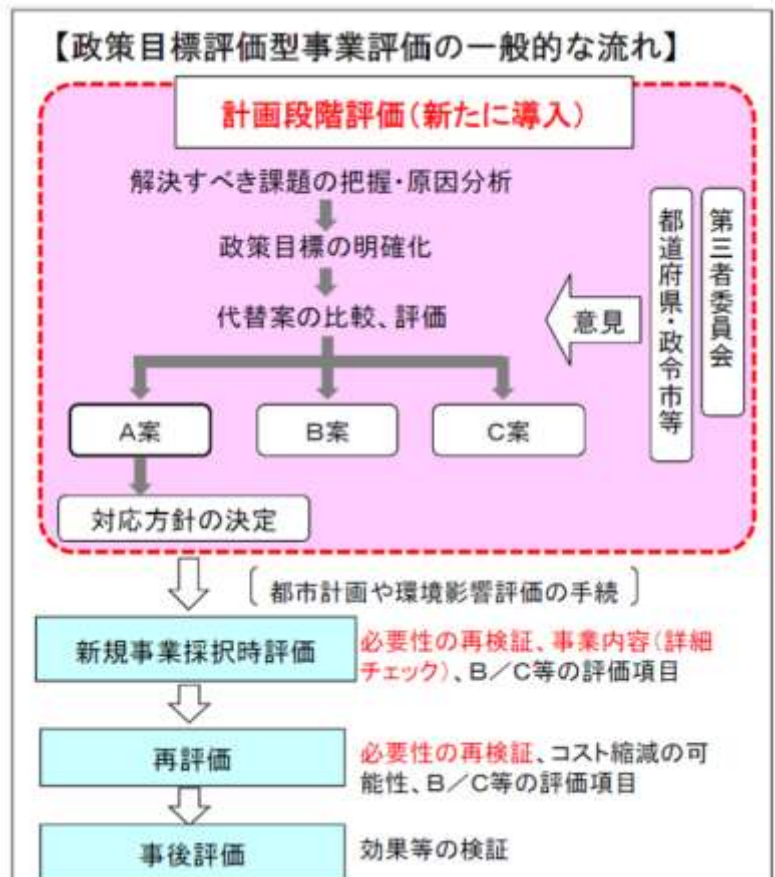 【政策目標評価型事業評価の一般的な流れ】
計画段階評価(新たに導入)
解決すべき課題の把握・原因分析
政策目標の明確化
代替案の比較、評価
意見
都道府県・政令市等
第三者委員会
A案
B案
C案
対応方針の決定
〔都市計画や環境影響評価の手続〕
新規事業採択時評価
必要性の再検証、事業内容(詳細
チェック)、B/C等の評価項目
再評価
必要性の再検証、コスト縮減の可
能性、B/C等の評価項目
事後評価
効果等の検証